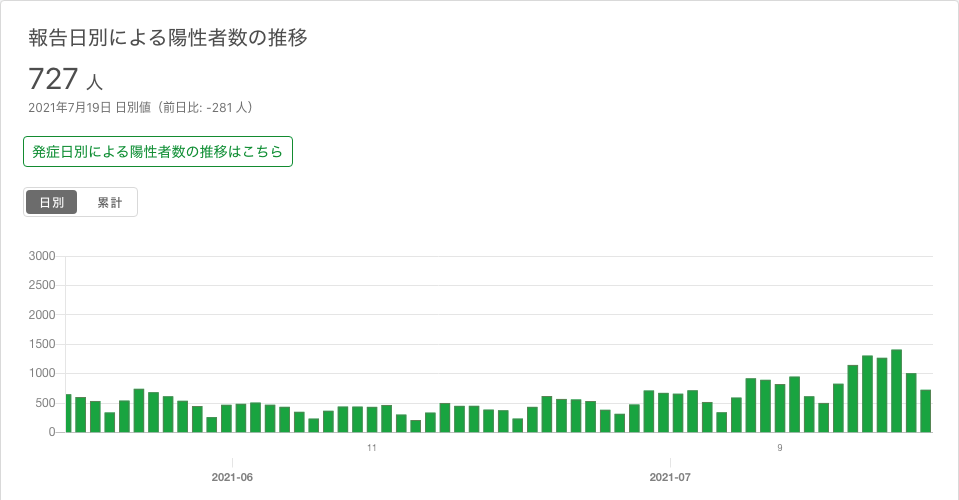 報告日別による陽性者数の推移
727 人
2021年7月19日 日別値（前日比: -281 人）
発症日別による陽性者数の推移はこちら
日別 累計
3000
2500
2000
1500
1000
500
0
11 9
2021-06 2021-07